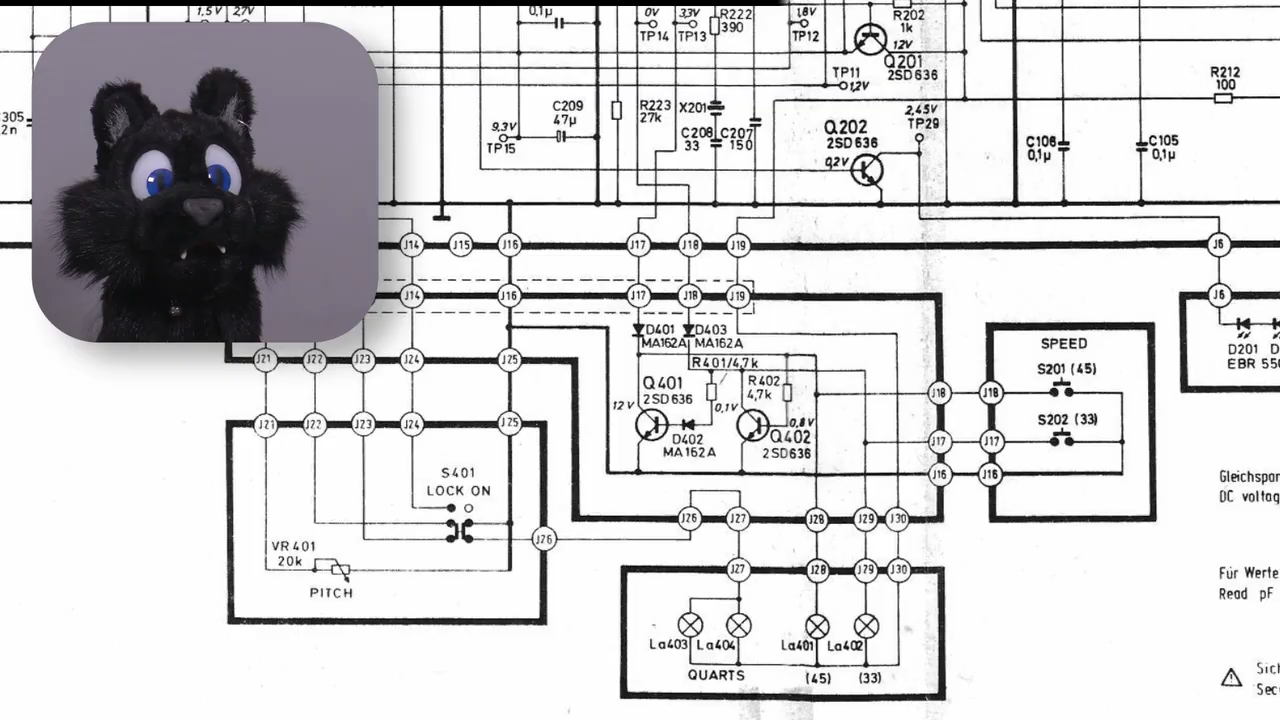 1,5V 2,7V
0,1µ
0V
TP14
3,3V
TP13
R222
390
1,8V
TP12
R202
1k
1,2V
Q201
2SD636
TP11
1,2V
R212
100
C209
47µ
R223
27k
X201
C208
33
C207
150
9,3V
TP15
2,45V
TP29
Q202
2SD636
0,2V
C106
0,1µ
C105
0,1µ
J14 J15 J16 J17 J18 J19 J6
J14 J16 J17 J18 J19 J6
D401
MA162A
D403
MA162A
D201
EBR
SPEED
S201 (45)
S202 (33)
J21 J22 J23 J24 J25
R401/4,7k
Q401
2SD636
R402
4,7k
12V
0,1V
0,8V
D402
MA162A
Q402
2SD636
J18 J18
J17 J17
J16 J16
J21 J22 J23 J24 J25
S401
LOCK ON
J26
VR401
20k
PITCH
J26 J27 J28 J29 J30
J27 J28 J29 J30
La403 La404 La401 La402
QUARTS (45) (33)
DC voltag
Für Werte
Read pF